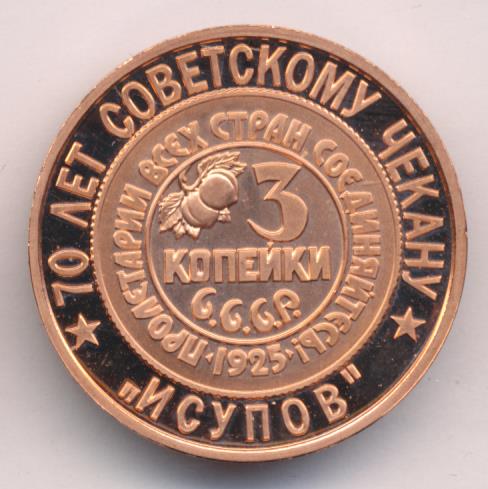 70 ЛЕТ СОВЕТСКОМУ ЧЕКАНУ
„ИСУПОВ"
ПРОЛЕТАРИИ ВСЕХ СТРАН, СОЕДИНЯЙТЕСЬ!
3
КОПЕЙКИ
С.С.С.Р.
·1925·